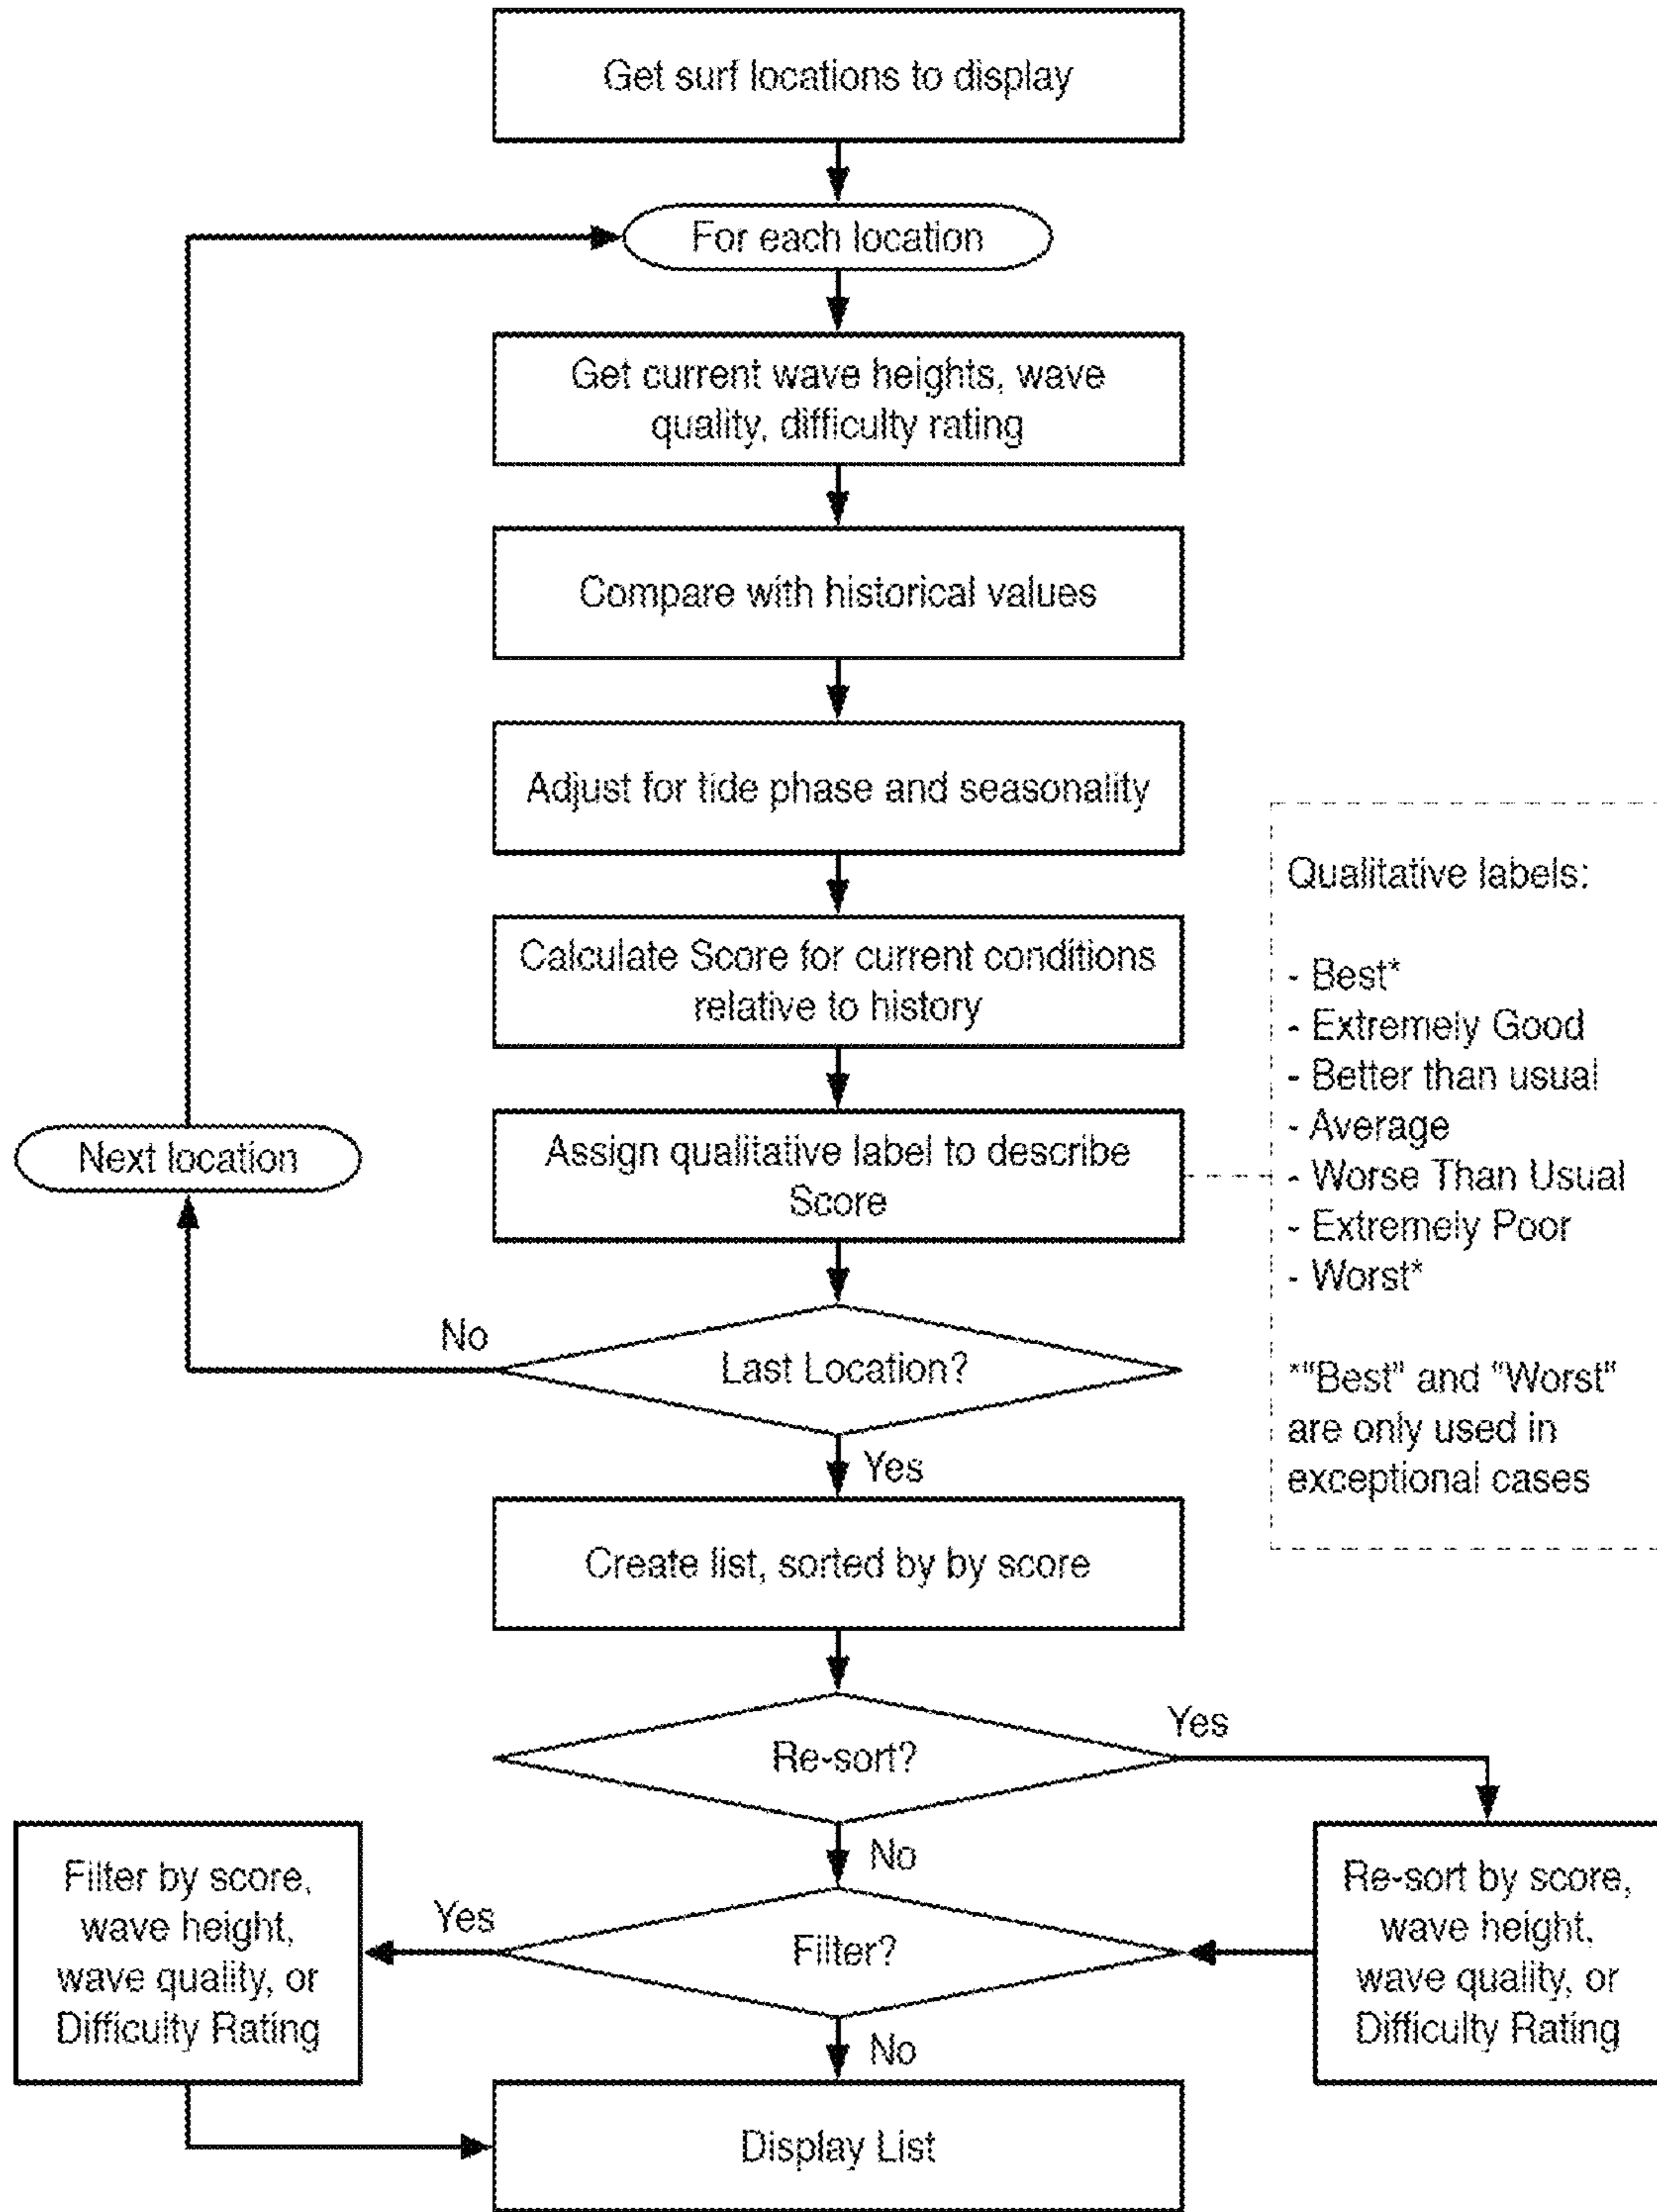 Get surf locations to display
For each location
Get current wave heights, wave
quality, difficulty rating
Compare with historical values
Adjust for tide phase and seasonality
Calculate Score for current conditions
relative to history
Assign qualitative label to describe
Score
Next location
Qualitative labels:
- Best*
- Extremely Good
- Better than usual
- Average
- Worse Than Usual
- Extremely Poor
- Worst*
*"Best" and "Worst"
are only used in
exceptional cases
No
Last Location?
Yes
Create list, sorted by by score
Re-sort?
Yes
No
Re-sort by score,
wave height,
wave quality, or
Difficulty Rating
Filter?
Yes
Filter by score,
wave height,
wave quality, or
Difficulty Rating
No
Display List